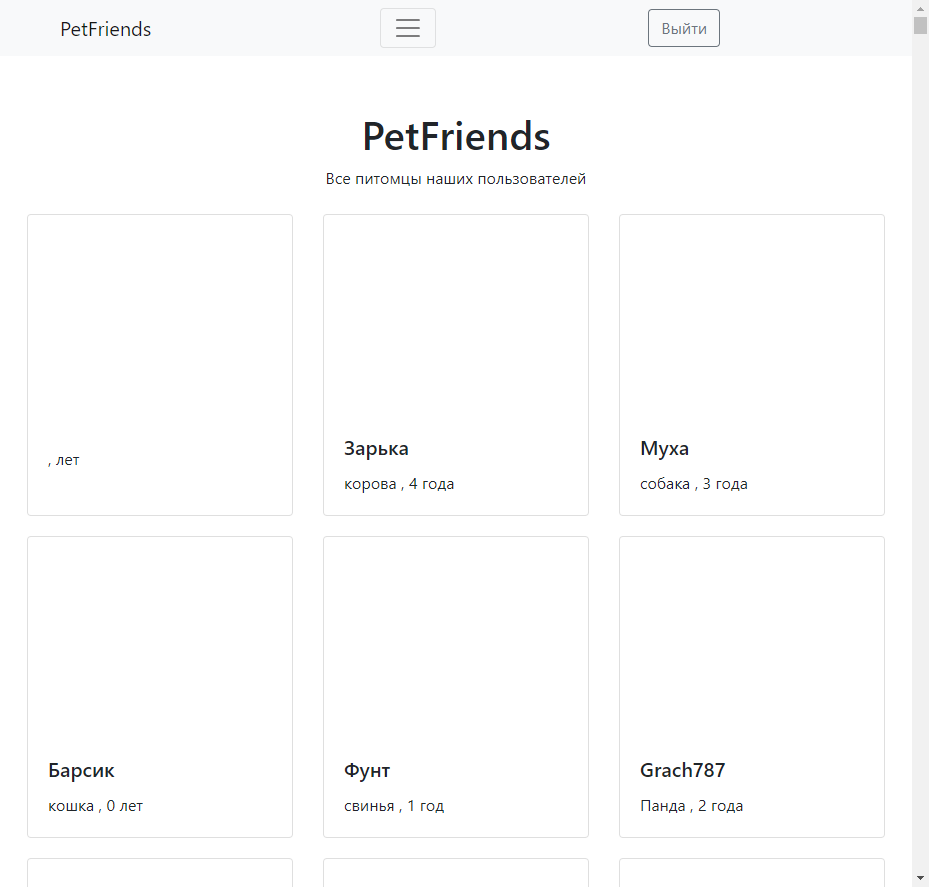 PetFriends
Выйти
PetFriends
Все питомцы наших пользователей
, лет
Зарька
корова , 4 года
Муха
собака , 3 года
Барсик
кошка , 0 лет
Фунт
свинья , 1 год
Grach787
Панда , 2 года